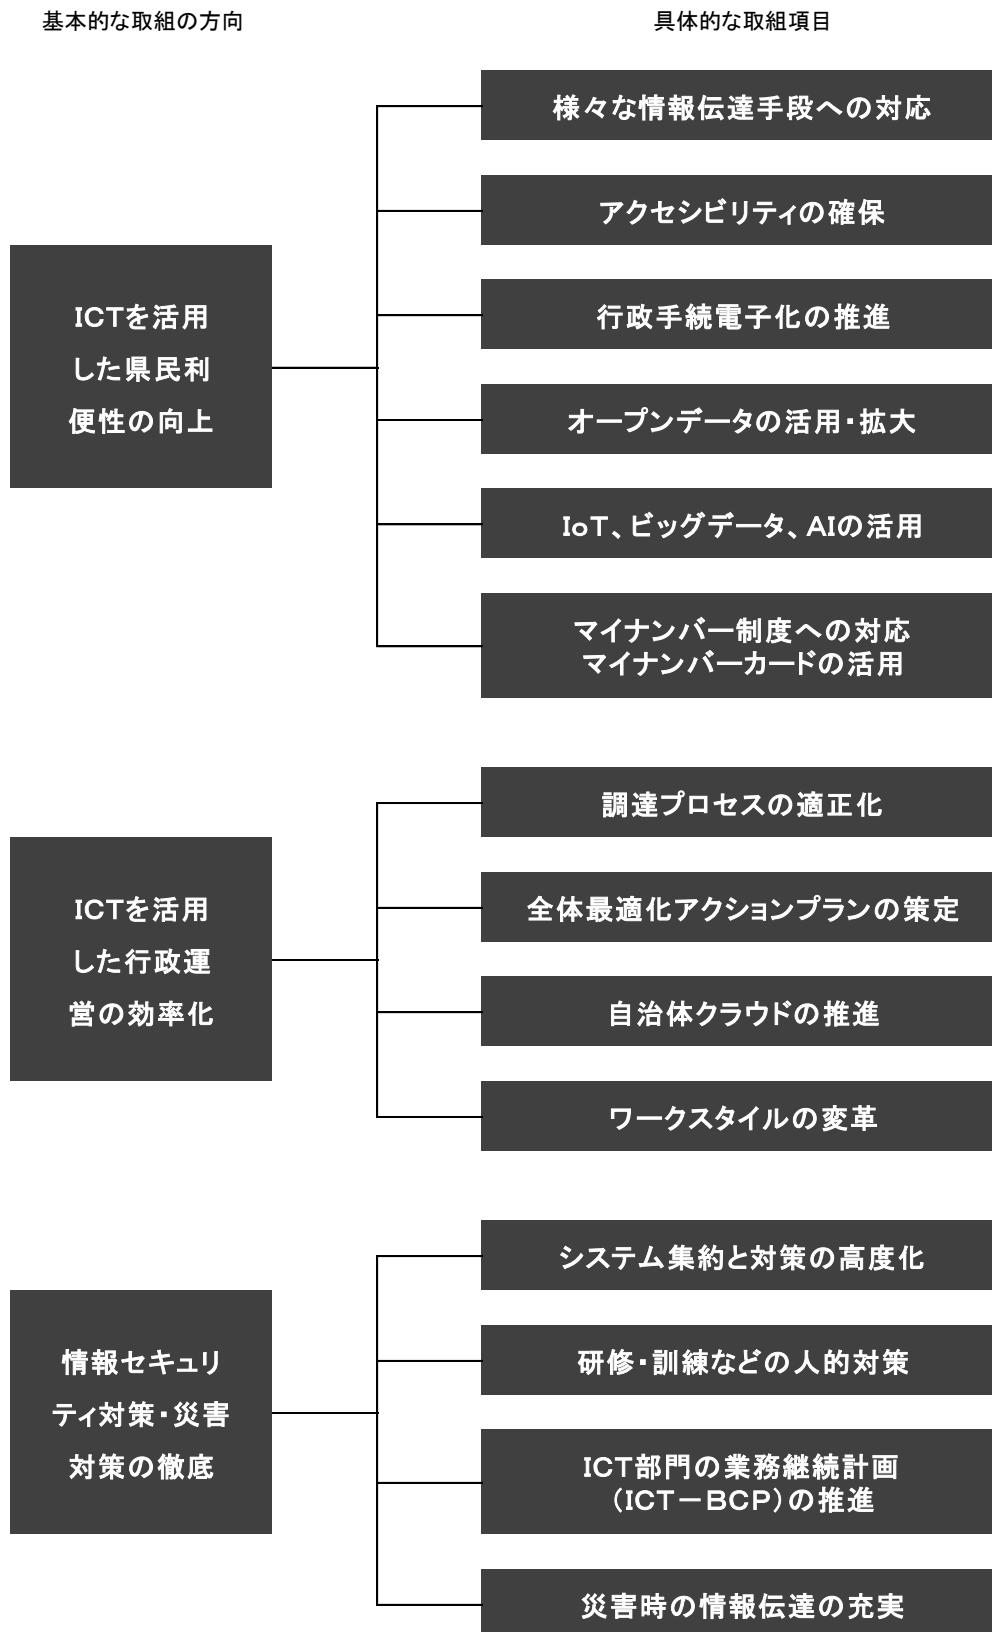 基本的な取組の方向
具体的な取組項目
ICTを活用
した県民利
便性の向上
様々な情報伝達手段への対応
アクセシビリティの確保
行政手続電子化の推進
オープンデータの活用・拡大
IoT、ビッグデータ、AIの活用
マイナンバー制度への対応
マイナンバーカードの活用
ICTを活用
した行政運
営の効率化
調達プロセスの適正化
全体最適化アクションプランの策定
自治体クラウドの推進
ワークスタイルの変革
情報セキュリ
ティ対策・災害
対策の徹底
システム集約と対策の高度化
研修・訓練などの人的対策
ICT部門の業務継続計画
（ICT－BCP）の推進
災害時の情報伝達の充実